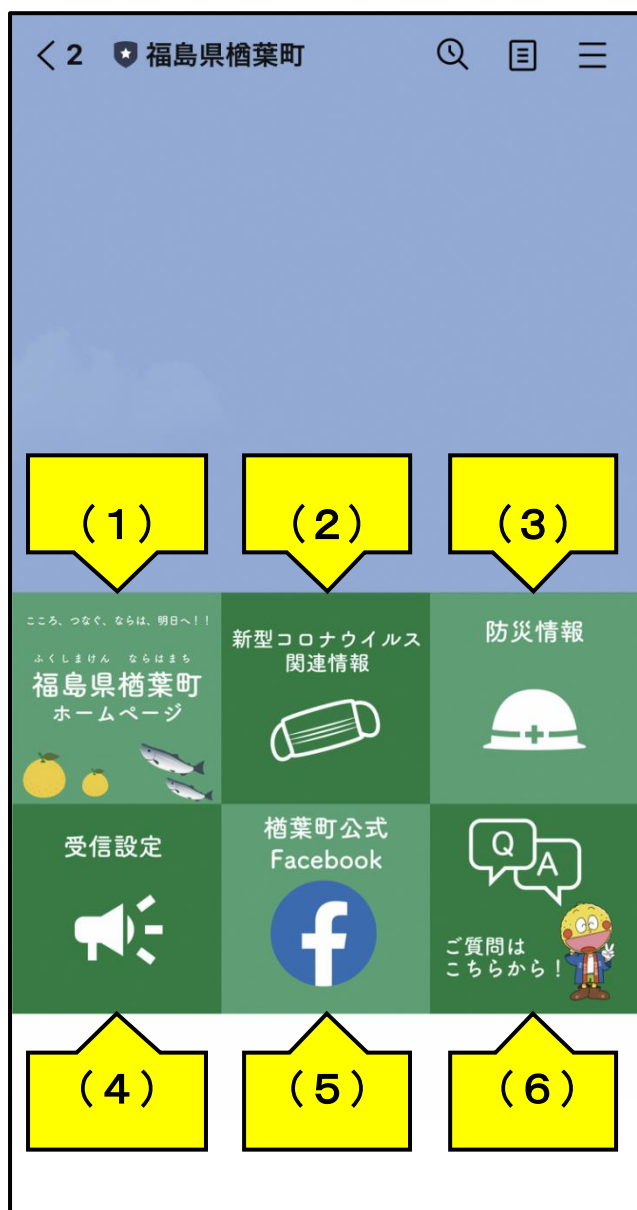 2 福島県楢葉町
(1) (2) (3)
こころ、つなぐ、ならは、明日へ!!
ふくしまけん ならはまち
福島県楢葉町
ホームページ
新型コロナウイルス
関連情報
防災情報
受信設定
楢葉町公式
Facebook
Q
A
ご質問は
こちらから!
(4) (5) (6)